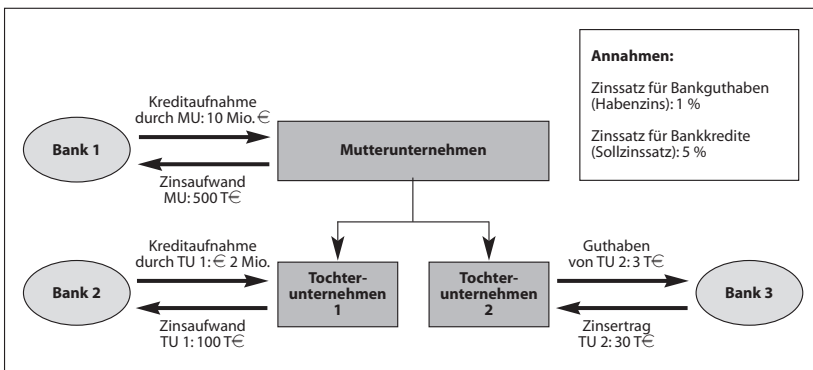 Annahmen:
Zinssatz für Bankguthaben
(Habenzins): 1 %
Zinssatz für Bankkredite
(Sollzinssatz): 5 %
Kreditaufnahme
durch MU: 10 Mio. €
Bank 1
Mutterunternehmen
Zinsaufwand
MU: 500 T€
Kreditaufnahme
durch TU 1: € 2 Mio.
Bank 2
Zinsaufwand
TU 1: 100 T€
Tochter-
unternehmen
1
Tochter-
unternehmen
2
Guthaben
von TU 2: 3 T€
Bank 3
Zinsertrag
TU 2: 30 T€